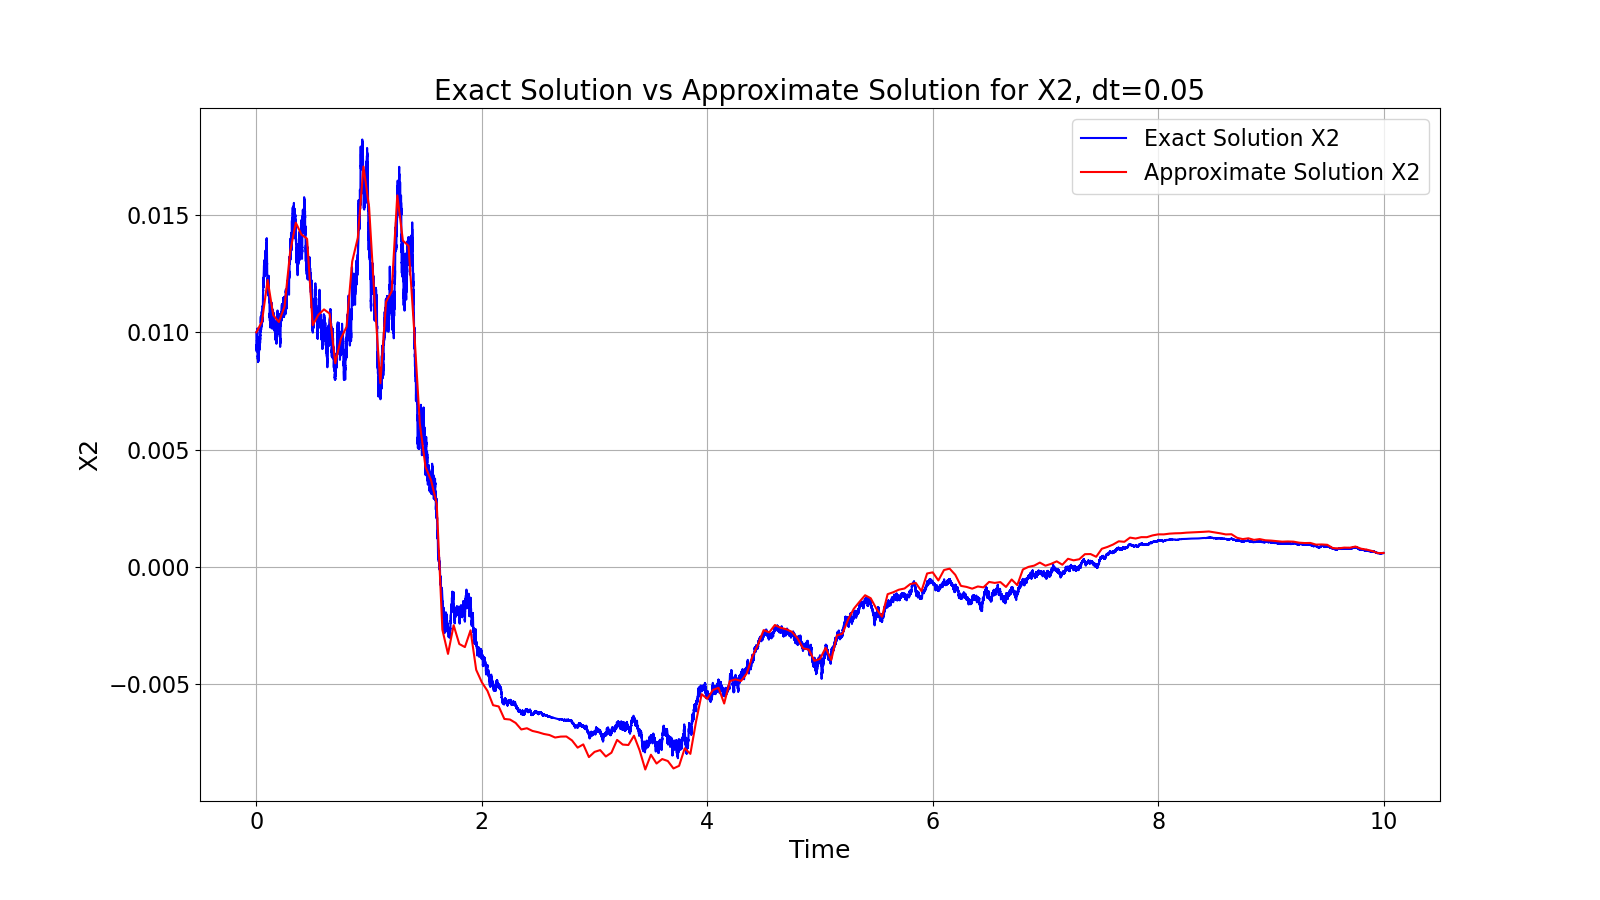 Exact Solution vs Approximate Solution for X2, dt=0.05
Exact Solution X2
Approximate Solution X2
0.015
0.010
0.005
0.000
−0.005
X2
0 2 4 6 8 10
Time